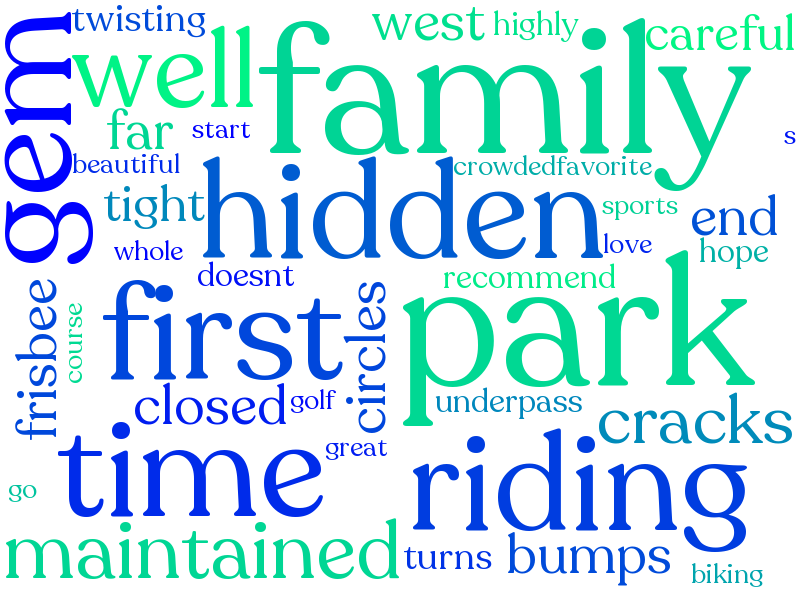 twisting
west
highly
careful
gem
well
family
far
start
s
beautiful
hidden
crowdedfavorite
tight
sports
end
whole
love
hope
doesnt
recommend
frisbee
course
first
circles
park
closed
golf
underpass
cracks
time
great
riding
go
maintained
turns
bumps
biking